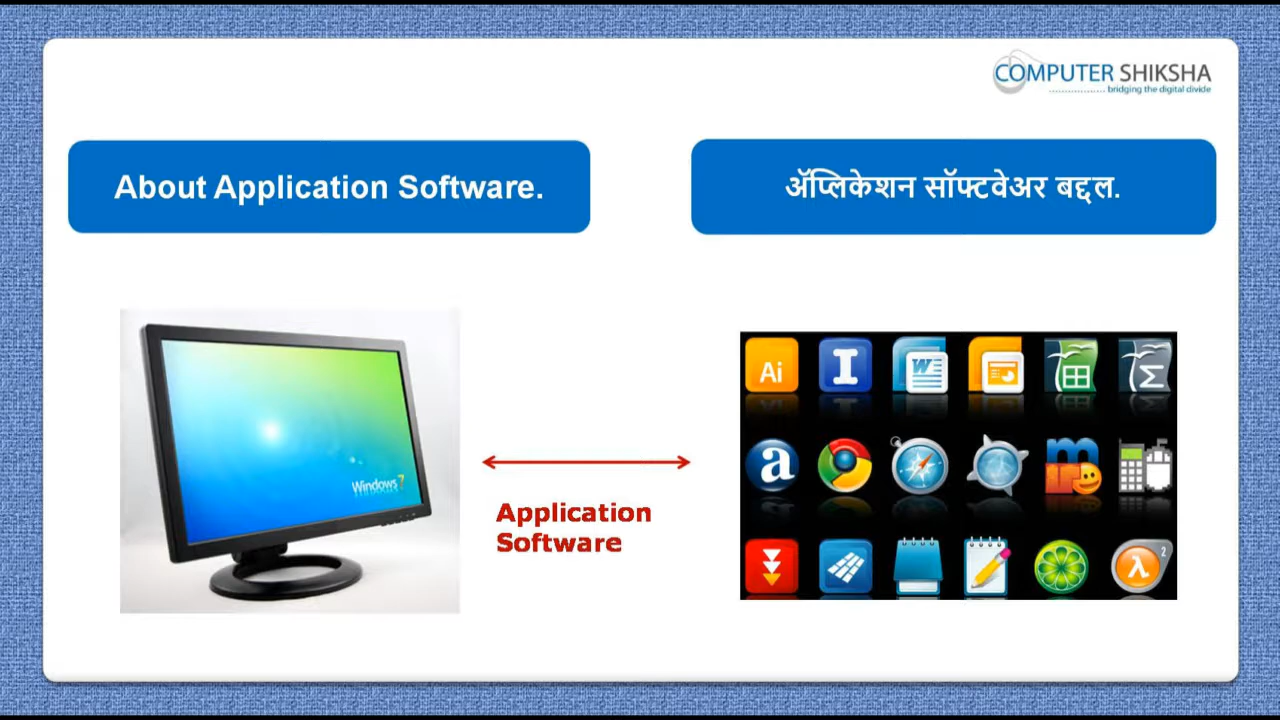 COMPUTER SHIKSHA
bridging the digital divide
About Application Software.
ॲप्लिकेशन सॉफ्टवेअर बद्दल.
Windows 7
Application
Software
Ai
I
W
Σ
a
m
λ
2